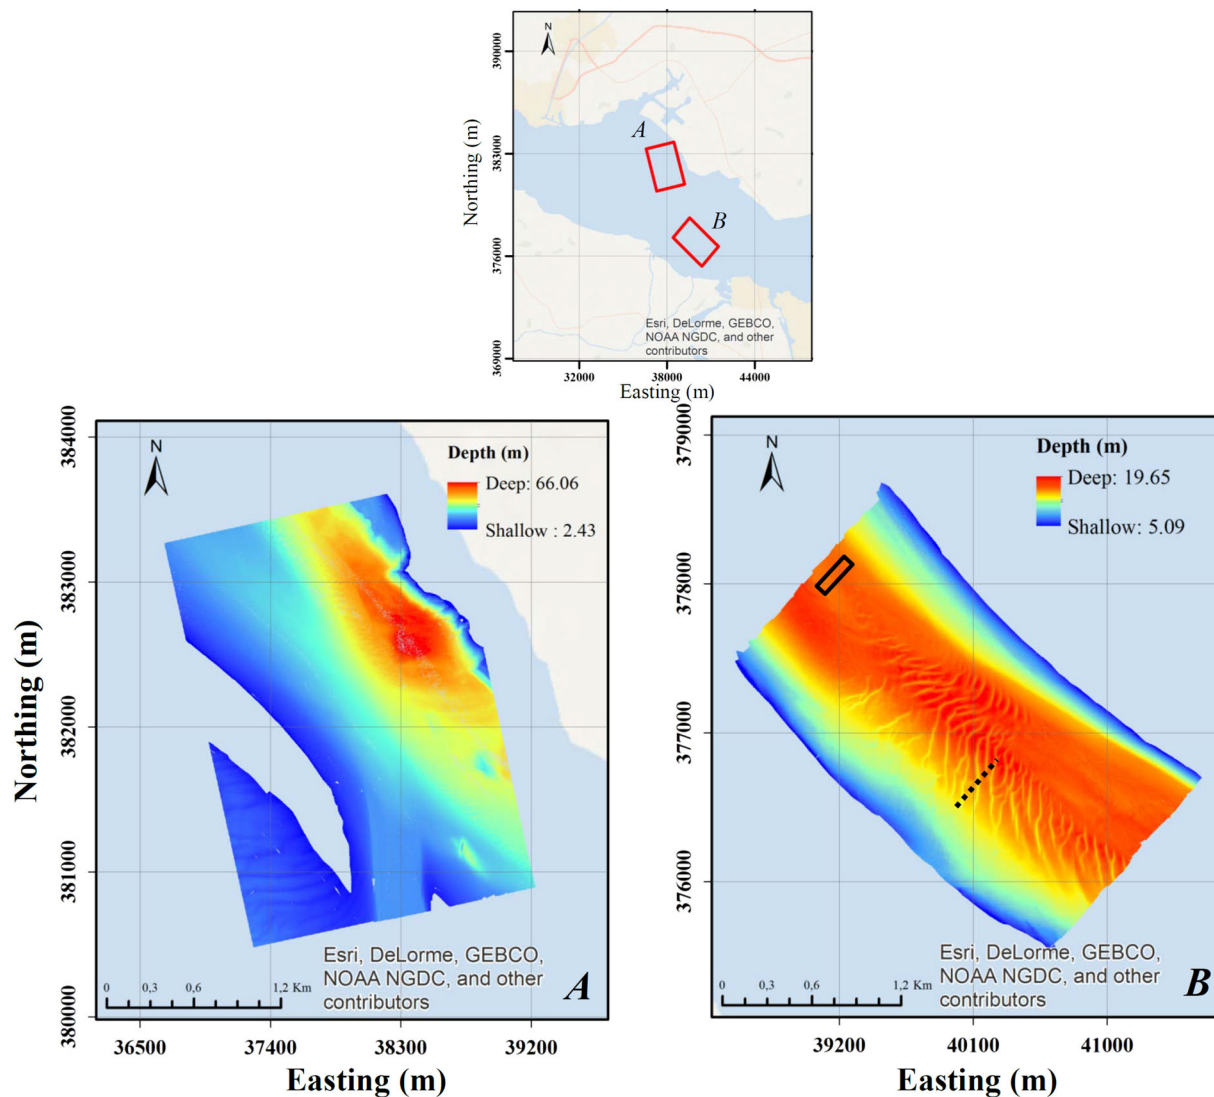 N
A
B
390000
383000
376000
369000
Northing (m)
Esri, DeLorme, GEBCO,
NOAA NGDC, and other
contributors
32000
38000
44000
Easting (m)
N
Depth (m)
Deep: 66.06
Shallow : 2.43
384000
383000
382000
381000
380000
Northing (m)
Esri, DeLorme, GEBCO,
NOAA NGDC, and other
contributors
0
0,3
0,6
1,2 Km
A
36500
37400
38300
39200
Easting (m)
N
Depth (m)
Deep: 19.65
Shallow: 5.09
379000
378000
377000
376000
Esri, DeLorme, GEBCO,
NOAA NGDC, and other
contributors
0
0,3
0,6
1,2 Km
B
39200
40100
41000
Easting (m)